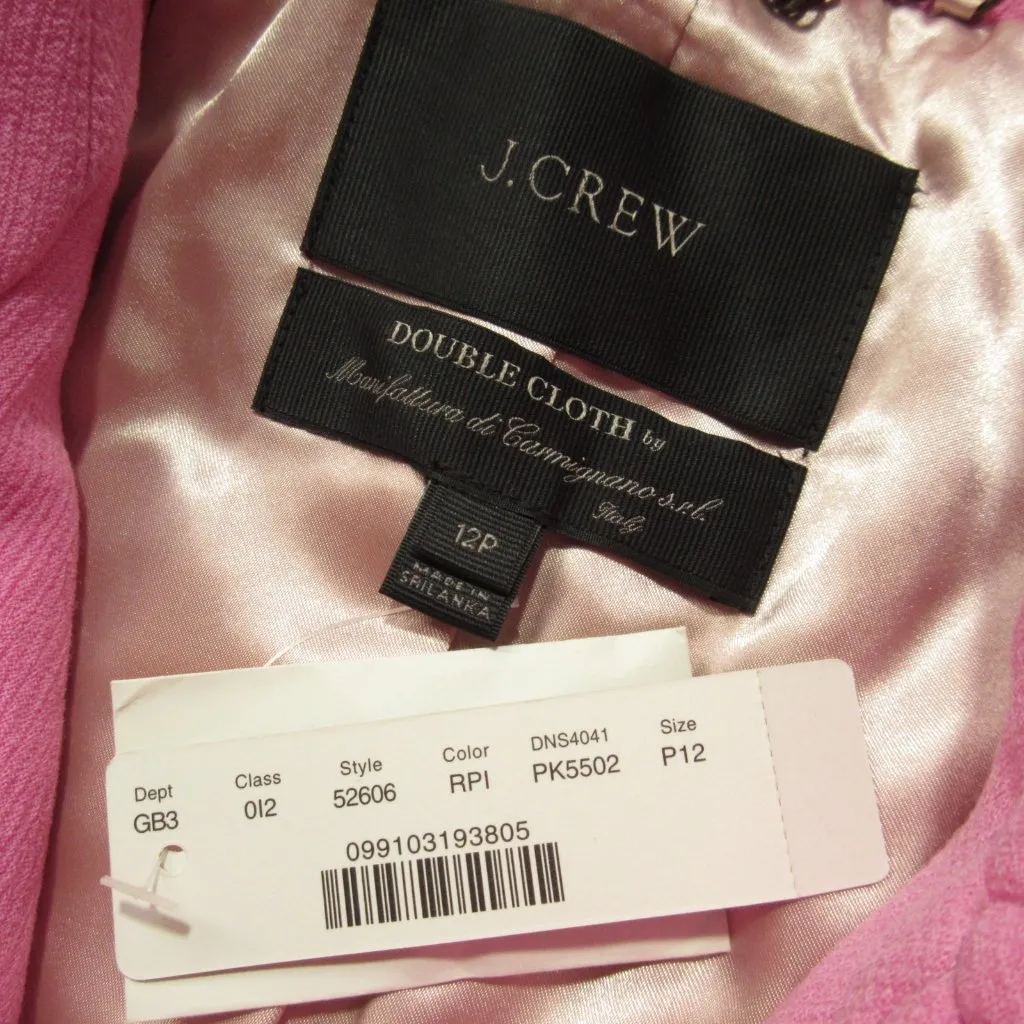 J.CREW
DOUBLE CLOTH by
Manifattura di Carmignano s.r.l.
Italy
12P
MADE IN
SRI LANKA
Dept Class Style Color DNS4041 Size
GB3 0I2 52606 RPI PK5502 P12
099103193805